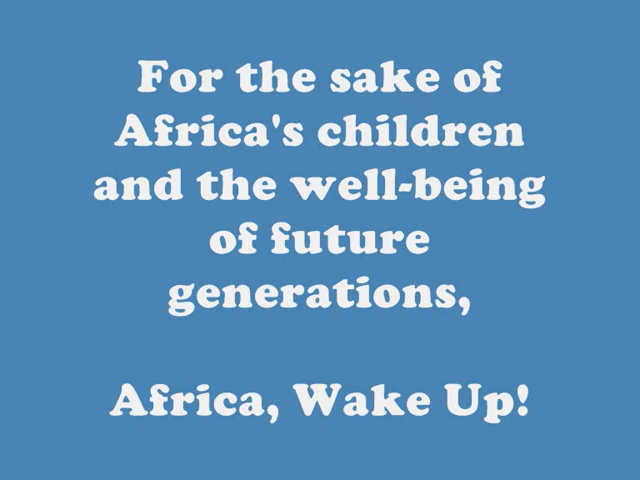 For the sake of
Africa's children
and the well-being
of future
generations,
Africa, Wake Up!